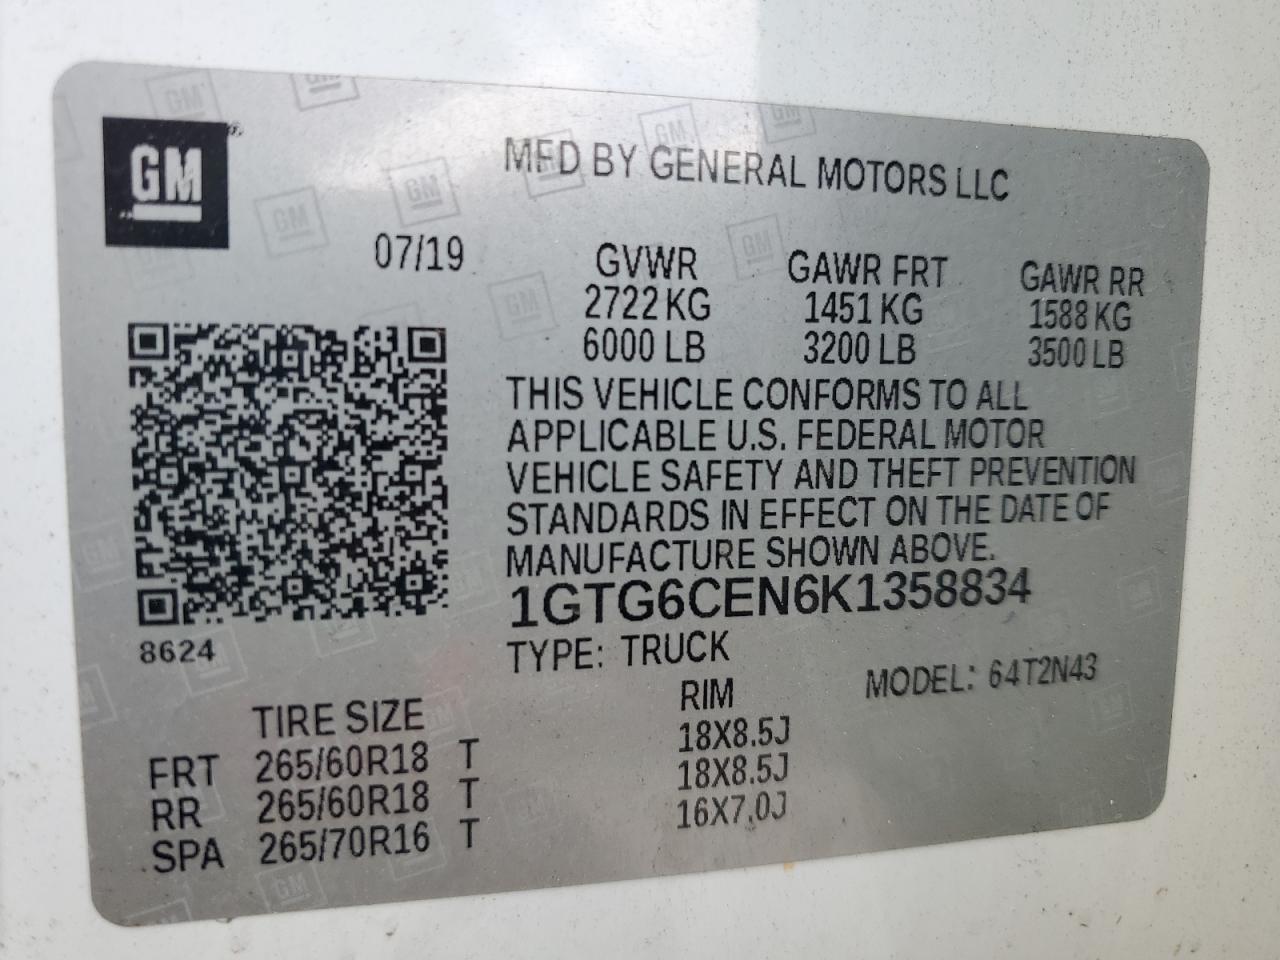 GM
MFD BY GENERAL MOTORS LLC
07/19
GVWR GAWR FRT GAWR RR
2722 KG 1451 KG 1588 KG
6000 LB 3200 LB 3500 LB
THIS VEHICLE CONFORMS TO ALL
APPLICABLE U.S. FEDERAL MOTOR
VEHICLE SAFETY AND THEFT PREVENTION
STANDARDS IN EFFECT ON THE DATE OF
MANUFACTURE SHOWN ABOVE.
1GTG6CEN6K1358834
8624
TYPE: TRUCK MODEL: 64T2N43
TIRE SIZE RIM
FRT 265/60R18 T 18X8.5J
RR 265/60R18 T 18X8.5J
SPA 265/70R16 T 16X7.0J